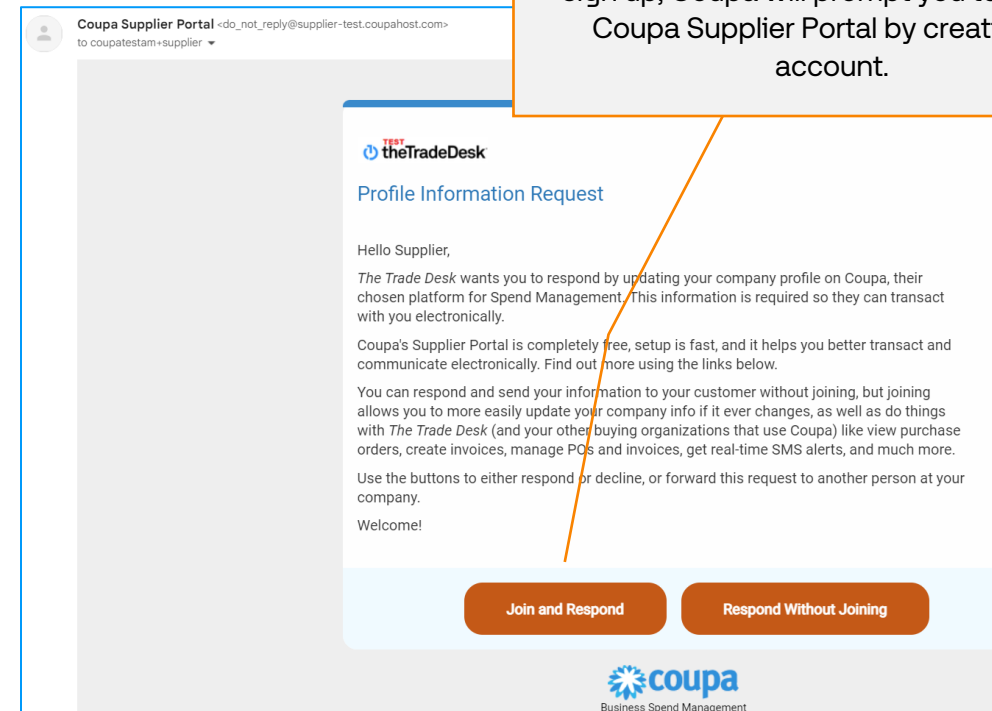 sign up, Coupa will prompt you to
Coupa Supplier Portal by creat
account.
Coupa Supplier Portal <do_not_reply@supplier-test.coupahost.com>
to coupatestam+supplier
TEST
theTradeDesk
Profile Information Request
Hello Supplier,
The Trade Desk wants you to respond by updating your company profile on Coupa, their
chosen platform for Spend Management. This information is required so they can transact
with you electronically.
Coupa's Supplier Portal is completely free, setup is fast, and it helps you better transact and
communicate electronically. Find out more using the links below.
You can respond and send your information to your customer without joining, but joining
allows you to more easily update your company info if it ever changes, as well as do things
with The Trade Desk (and your other buying organizations that use Coupa) like view purchase
orders, create invoices, manage POs and invoices, get real-time SMS alerts, and much more.
Use the buttons to either respond or decline, or forward this request to another person at your
company.
Welcome!
Join and Respond
Respond Without Joining
coupa
Business Spend Management